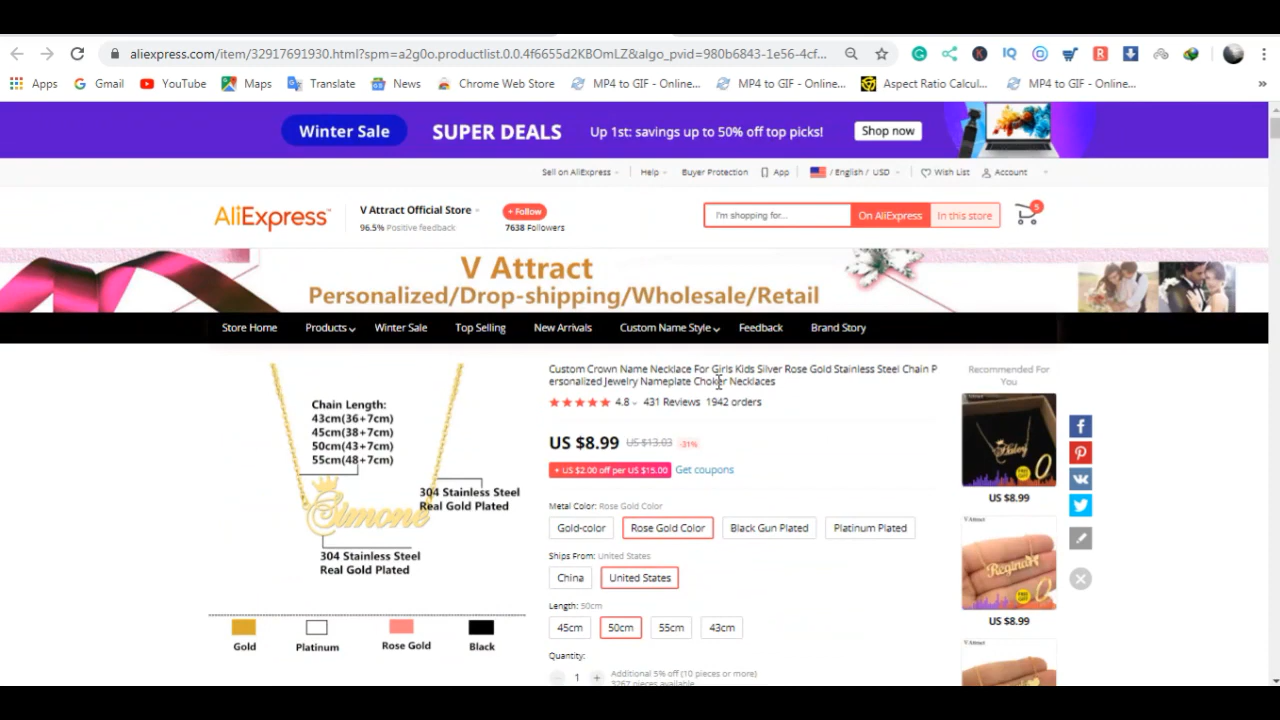 aliexpress.com/item/32917691930.html?spm=a2g0o.productlist.0.0.4f6655d2KBOmLZ&algo_pvid=980b6843-1e56-4cf...
Apps Gmail YouTube Maps Translate News Chrome Web Store MP4 to GIF - Online... MP4 to GIF - Online... Aspect Ratio Calcul... MP4 to GIF - Online... »
Winter Sale SUPER DEALS Up 1st: savings up to 50% off top picks! Shop now
Sell on AliExpress Help Buyer Protection App / English / USD Wish List Account
AliExpress™
V Attract Official Store
96.5% Positive feedback
+ Follow
7638 Followers
I'm shopping for... On AliExpress In this store 5
V Attract
Personalized/Drop-shipping/Wholesale/Retail
Store Home Products Winter Sale Top Selling New Arrivals Custom Name Style Feedback Brand Story
Chain Length:
43cm(36+7cm)
45cm(38+7cm)
50cm(43+7cm)
55cm(48+7cm)
304 Stainless Steel
Real Gold Plated
Simone
304 Stainless Steel
Real Gold Plated
Gold Platinum Rose Gold Black
Custom Crown Name Necklace For Girls Kids Silver Rose Gold Stainless Steel Chain P
ersonalized Jewelry Nameplate Choker Necklaces
4.8 431 Reviews 1942 orders
US $8.99 US $13.03 -31%
+ US $2.00 off per US $15.00 Get coupons
Metal Color: Rose Gold Color
Gold-color Rose Gold Color Black Gun Plated Platinum Plated
Ships From: United States
China United States
Length: 50cm
45cm 50cm 55cm 43cm
Quantity:
- 1 + Additional 5% off (10 pieces or more)
3267 pieces available
Recommended For
You
US $8.99
V Attract
Regina
US $8.99
V Attract